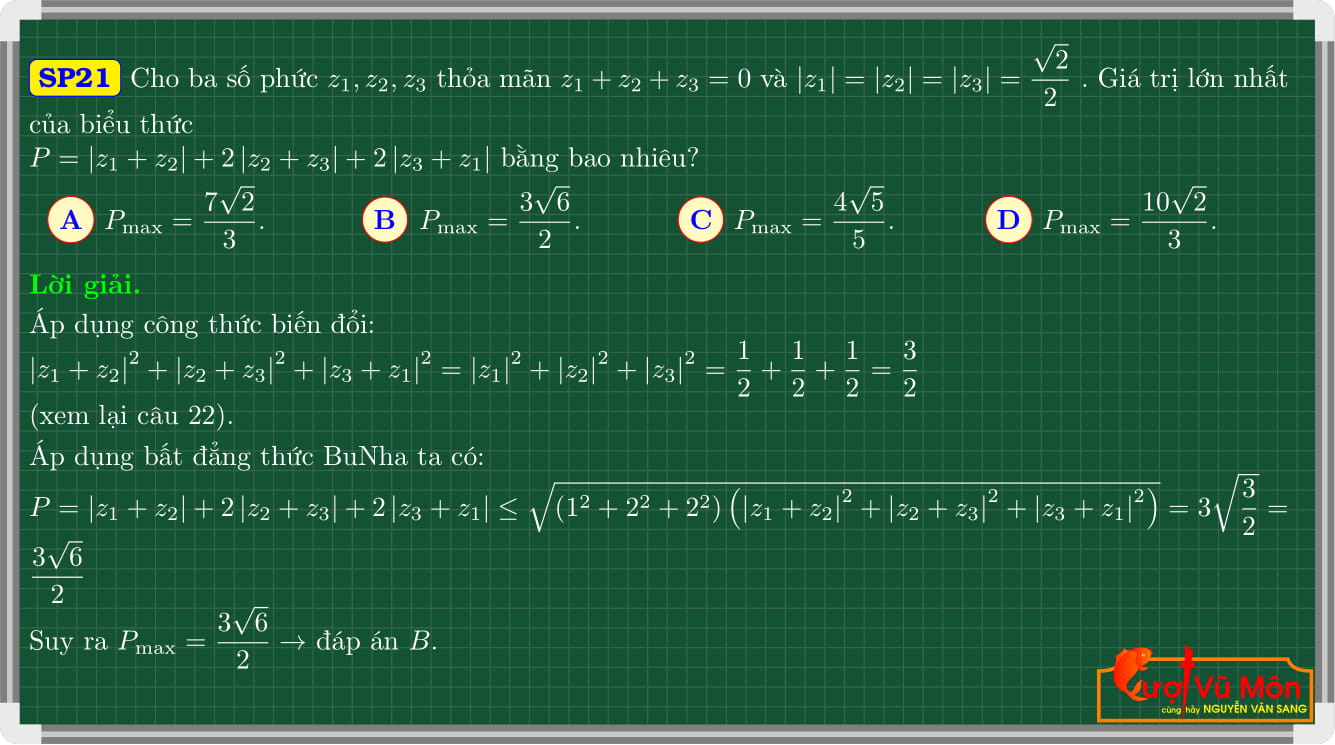 SP21 Cho ba số phức $z_1, z_2, z_3$ thỏa mãn $z_1 + z_2 + z_3 = 0$ và $|z_1| = |z_2| = |z_3| = \frac{\sqrt{2}}{2}$ . Giá trị lớn nhất
của biểu thức
$P = |z_1 + z_2| + 2|z_2 + z_3| + 2|z_3 + z_1|$ bằng bao nhiêu?
A $P_{\max} = \frac{7\sqrt{2}}{3}$. B $P_{\max} = \frac{3\sqrt{6}}{2}$. C $P_{\max} = \frac{4\sqrt{5}}{5}$. D $P_{\max} = \frac{10\sqrt{2}}{3}$.
Lời giải.
Áp dụng công thức biến đổi:
$|z_1 + z_2|^2 + |z_2 + z_3|^2 + |z_3 + z_1|^2 = |z_1|^2 + |z_2|^2 + |z_3|^2 = \frac{1}{2} + \frac{1}{2} + \frac{1}{2} = \frac{3}{2}$
(xem lại câu 22).
Áp dụng bất đẳng thức BuNha ta có:
$P = |z_1 + z_2| + 2|z_2 + z_3| + 2|z_3 + z_1| \leq \sqrt{(1^2 + 2^2 + 2^2)\left(|z_1 + z_2|^2 + |z_2 + z_3|^2 + |z_3 + z_1|^2\right)} = 3\sqrt{\frac{3}{2}} =$
$\frac{3\sqrt{6}}{2}$
Suy ra $P_{\max} = \frac{3\sqrt{6}}{2} \rightarrow$ đáp án $B$.
Vũ Môn
cùng thầy NGUYỄN VĂN SANG